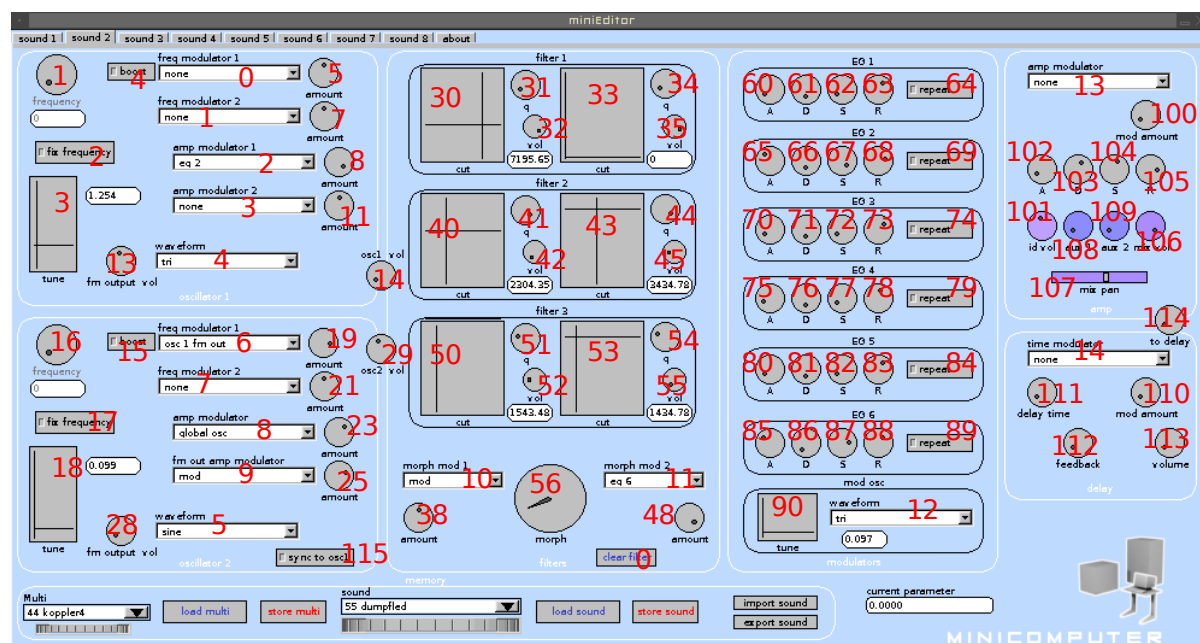 miniEditor
sound 1 sound 2 sound 3 sound 4 sound 5 sound 6 sound 7 sound 8 about
1
frequency
0
4 boost
freq modulator 1
none 0
5
amount
freq modulator 2
none 1
7
amount
fix frequency 2
amp modulator 1
eg 2 2
8
amount
3
1.254
amp modulator 2
none 3
11
amount
tune
13
fm output vol
waveform
tri 4
osc1 vol
14
oscillator 1
16
frequency
0
15 boost
freq modulator 1
osc 1 fm out 6
19
amount
29
osc2 vol
freq modulator 2
none 7
21
amount
fix frequency 17
amp modulator
global osc 8
23
18
0.099
fm out amp modulator
mod 9
25
amount
tune
28
fm output vol
waveform
sine 5
sync to osc1 115
oscillator 2
filter 1
30
cut
31
q
32
vol
7195.65
33
cut
34
q
35
vol
0
filter 2
40
cut
41
q
42
vol
2304.35
43
cut
44
q
45
vol
3434.78
filter 3
50
cut
51
q
52
vol
1543.48
53
cut
54
q
55
vol
1434.78
morph mod 1
mod 10
38
amount
56
morph
morph mod 2
eg 6 11
48
amount
clear filter 0
filters
EG 1
60 61 62 63 repeat 64
A D S R
EG 2
65 66 67 68 repeat 69
A D S R
EG 3
70 71 72 73 repeat 74
A D S R
EG 4
75 76 77 78 repeat 79
A D S R
EG 5
80 81 82 83 repeat 84
A D S R
EG 6
85 86 87 88 repeat 89
A D S R
mod osc
90
tune
waveform
tri 12
0.097
modulators
amp modulator
none 13
100
mod amount
102 103 104 105
A D S R
101 108 109 106
id vol aux 1 aux 2 mix vol
107
mix pan
amp
114
to delay
time modulator
none 14
111
delay time
110
mod amount
112
feedback
113
volume
delay
memory
Multi
44 koppler4
load multi
store multi
sound
55 dumpfled
load sound
store sound
import sound
export sound
current parameter
0.0000
MINICOMPUTER